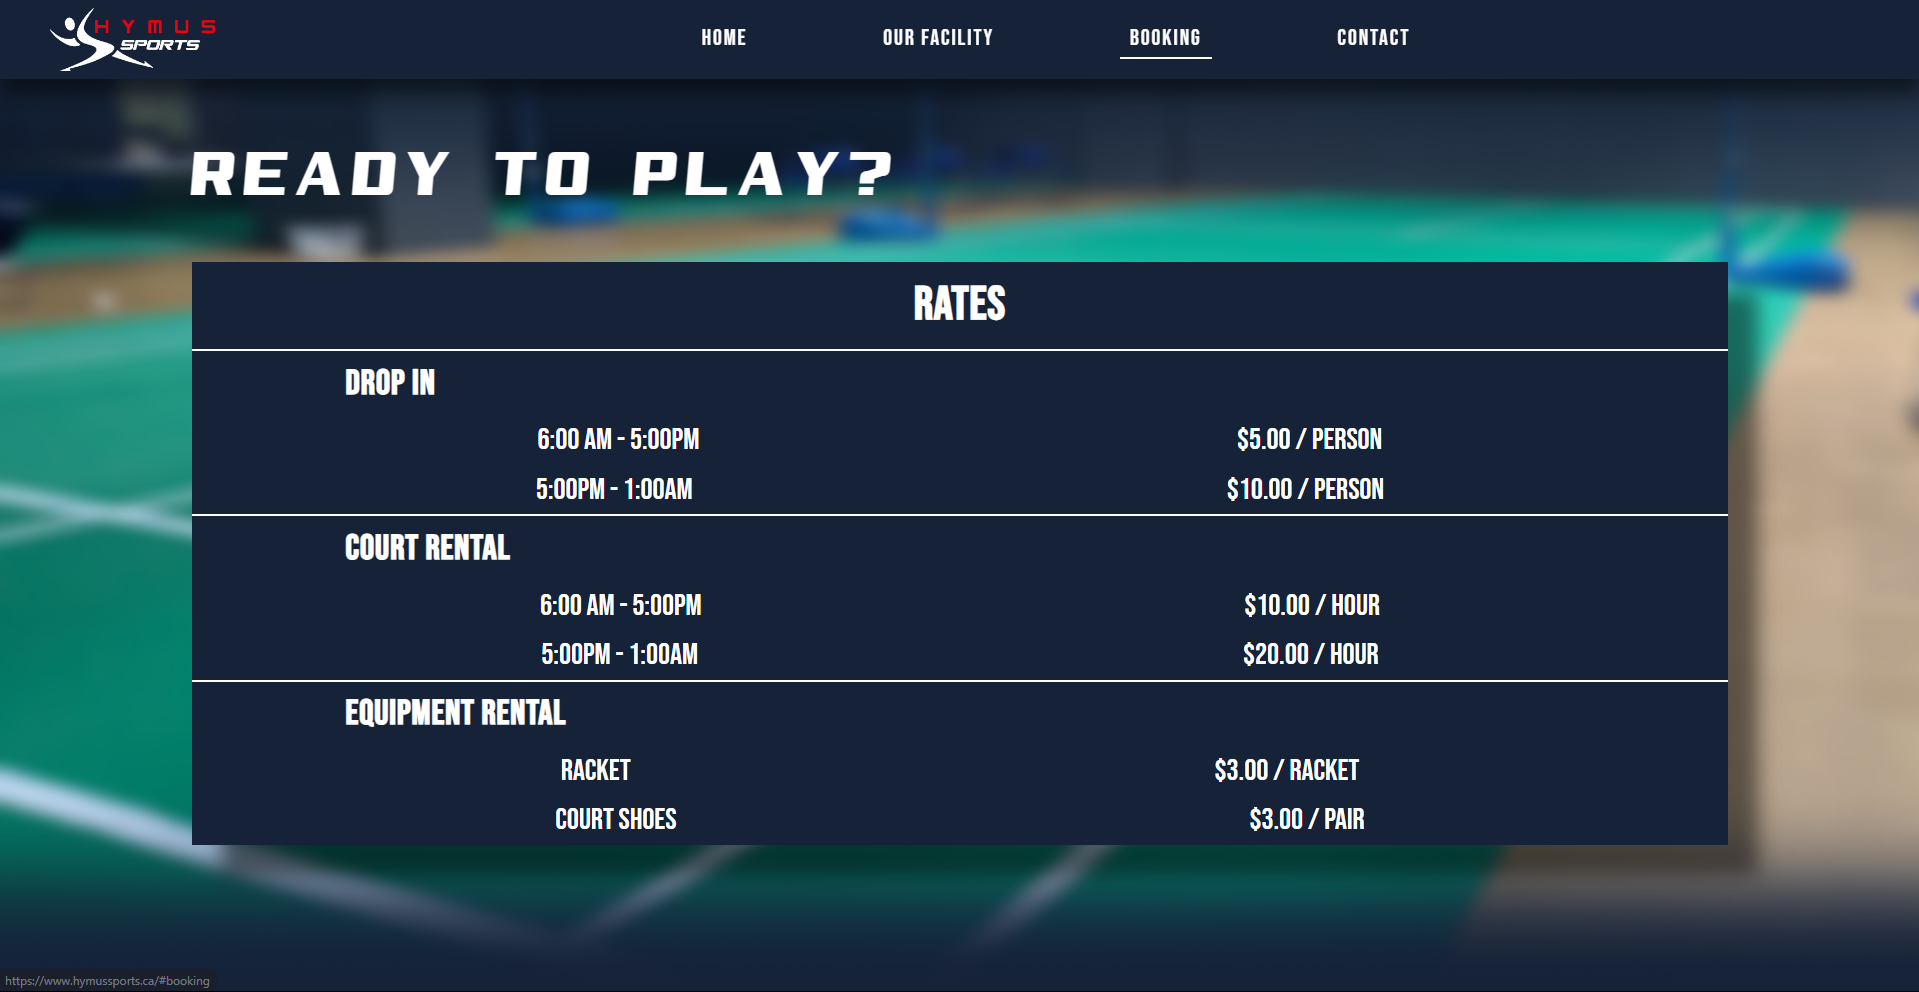 HYMUS
SPORTS
HOME
OUR FACILITY
BOOKING
CONTACT
READY TO PLAY?
RATES
DROP IN
6:00 AM - 5:00PM $5.00 / PERSON
5:00PM - 1:00AM $10.00 / PERSON
COURT RENTAL
6:00 AM - 5:00PM $10.00 / HOUR
5:00PM - 1:00AM $20.00 / HOUR
EQUIPMENT RENTAL
RACKET $3.00 / RACKET
COURT SHOES $3.00 / PAIR
https://www.hymussports.ca/#booking